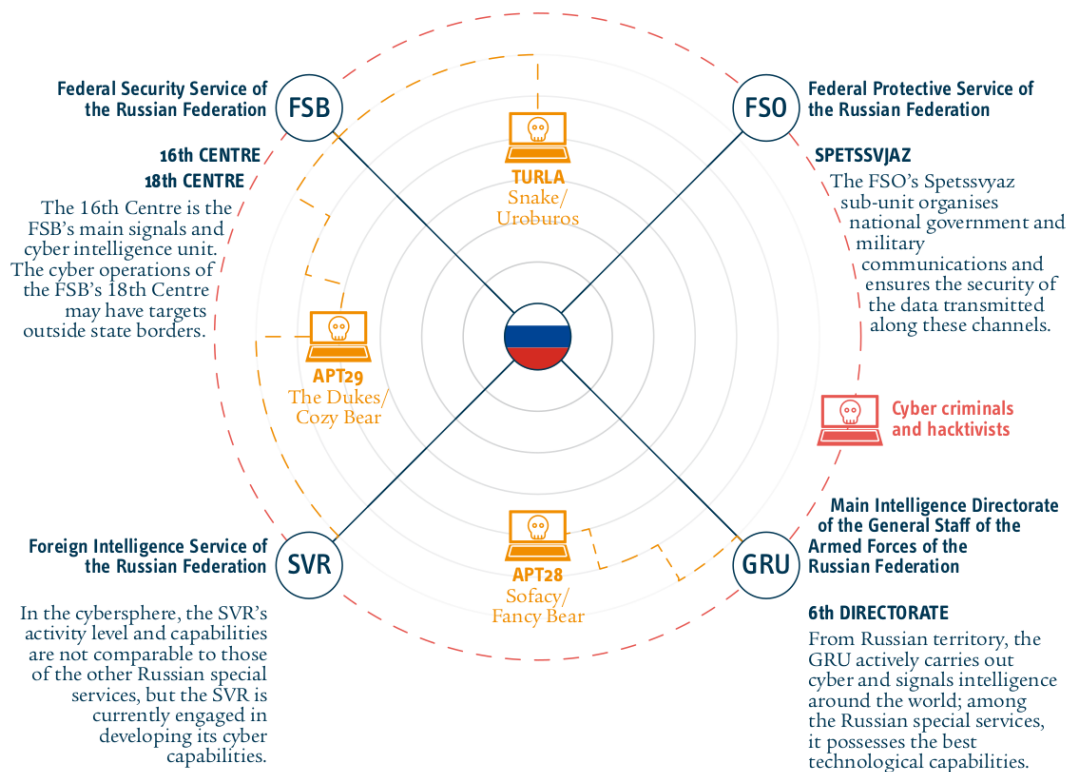 Federal Security Service of
the Russian Federation
FSB
16th CENTRE
18th CENTRE
The 16th Centre is the
FSB's main signals and
cyber intelligence unit.
The cyber operations of
the FSB's 18th Centre
may have targets
outside state borders.
TURLA
Snake/
Uroburos
FSO
Federal Protective Service of
the Russian Federation
SPETSSVJAZ
The FSO's Spetssvyaz
sub-unit organises
national government and
military
communications and
ensures the security of
the data transmitted
along these channels.
APT29
The Dukes/
Cozy Bear
Cyber criminals
and hacktivists
Foreign Intelligence Service of
the Russian Federation
SVR
In the cybersphere, the SVR's
activity level and capabilities
are not comparable to those
of the other Russian special
services, but the SVR is
currently engaged in
developing its cyber
capabilities.
APT28
Sofacy/
Fancy Bear
GRU
Main Intelligence Directorate
of the General Staff of the
Armed Forces of the
Russian Federation
6th DIRECTORATE
From Russian territory, the
GRU actively carries out
cyber and signals intelligence
around the world; among
the Russian special services,
it possesses the best
technological capabilities.